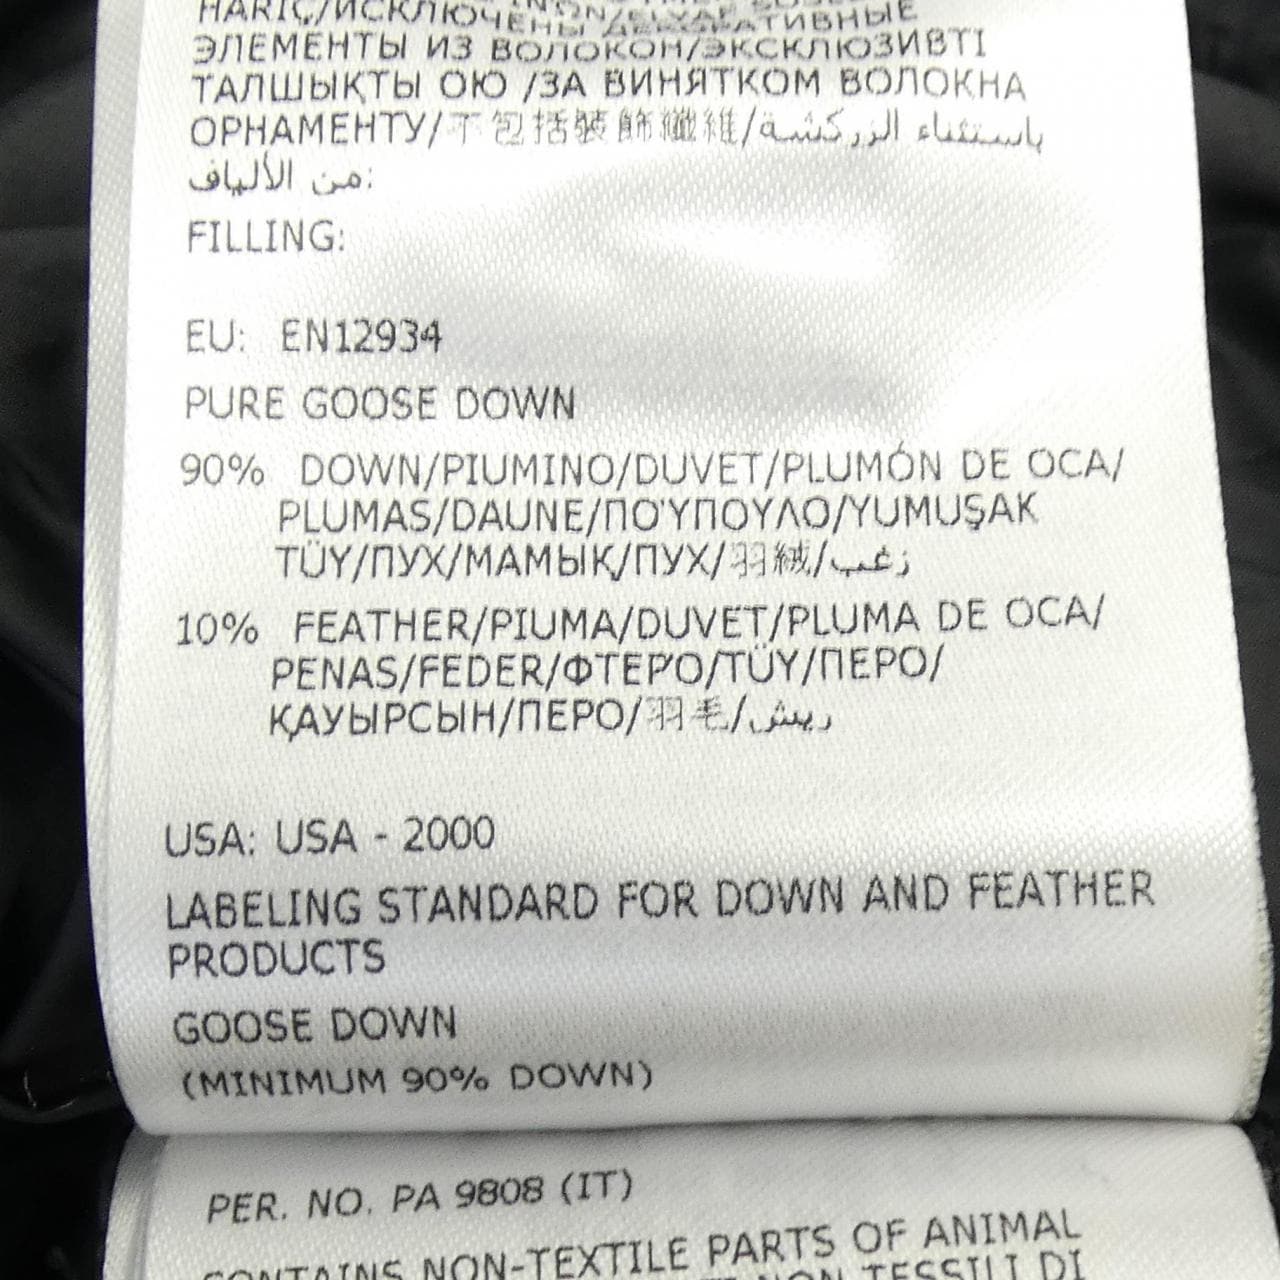 HARIÇ/ИСКЛЮЧЕНЫ ДЕКОРАТИВНЫЕ
ЭЛЕМЕНТЫ ИЗ ВОЛОКОН/ЭКСКЛЮЗИВТІ
ТАЛШЫҚТЫ ОЮ /ЗА ВИНЯТКОМ ВОЛОКНА
ОРНАМЕНТУ/不包括裝飾纖維/باستثناء الزركشة
من الألياف:
FILLING:
EU: EN12934
PURE GOOSE DOWN
90% DOWN/PIUMINO/DUVET/PLUMÓN DE OCA/
PLUMAS/DAUNE/ΠΟΎΠΟΥΛΟ/YUMUŞAK
TÜY/ПУХ/МАМЫҚ/ПУХ/羽絨/زغب
10% FEATHER/PIUMA/DUVET/PLUMA DE OCA/
PENAS/FEDER/ΦΤΕΡΌ/TÜY/ПЕРО/
ҚАУЫРСЫН/ПЕРО/羽毛/ريش
USA: USA - 2000
LABELING STANDARD FOR DOWN AND FEATHER
PRODUCTS
GOOSE DOWN
(MINIMUM 90% DOWN)
PER. NO. PA 9808 (IT)
CONTAINS NON-TEXTILE PARTS OF ANIMAL
NON TESSILI DI